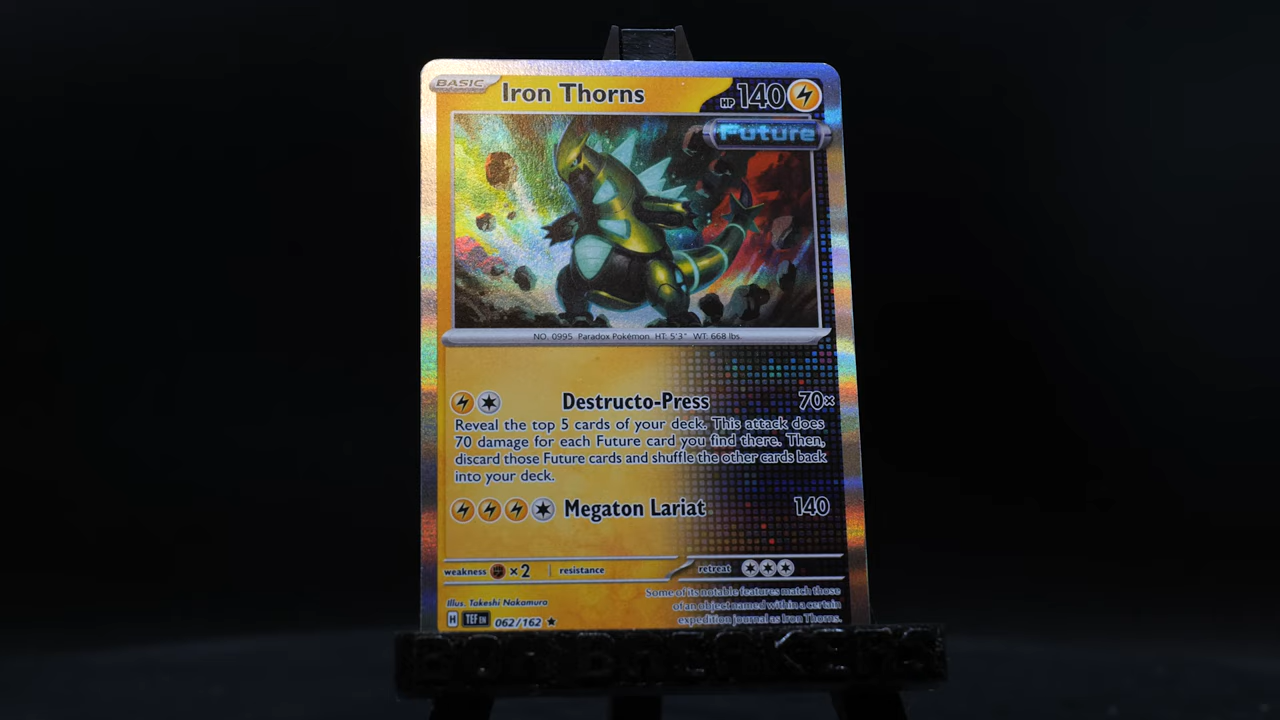 BASIC Iron Thorns HP 140
Future
NO. 0995 Paradox Pokémon HT: 5'3" WT: 668 lbs.
Destructo-Press 70×
Reveal the top 5 cards of your deck. This attack does
70 damage for each Future card you find there. Then,
discard those Future cards and shuffle the other cards back
into your deck.
Megaton Lariat 140
weakness ×2 resistance retreat
Illus. Takeshi Nakamura
H TEF EN 062/162
Some of its notable features match those
of an object named within a certain
expedition journal as Iron Thorns.